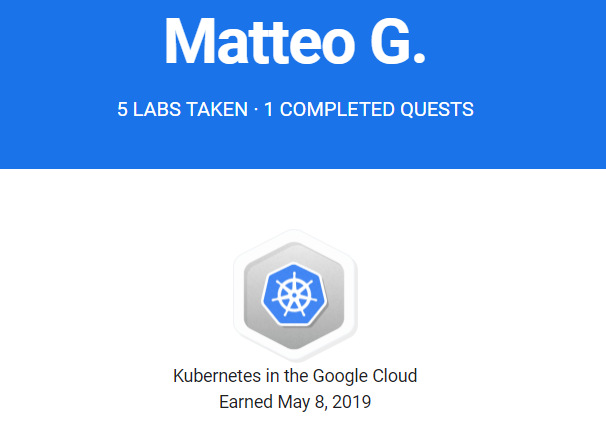 Matteo G.
5 LABS TAKEN · 1 COMPLETED QUESTS
Kubernetes in the Google Cloud
Earned May 8, 2019